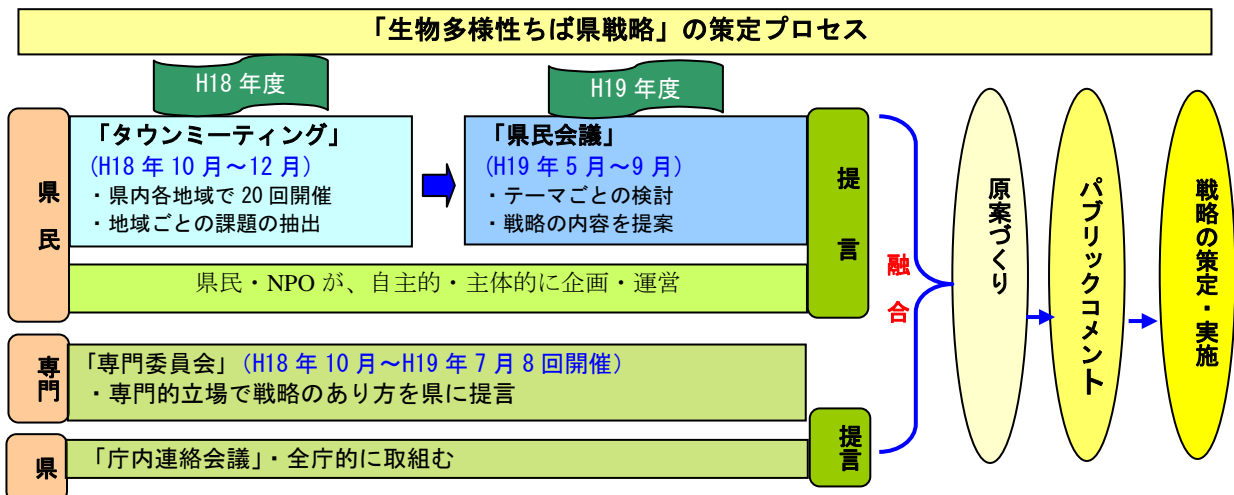 「生物多様性ちば県戦略」の策定プロセス
H18 年度
H19 年度
県民
「タウンミーティング」
(H18 年 10 月～12 月)
・県内各地域で 20 回開催
・地域ごとの課題の抽出
「県民会議」
(H19 年 5 月～9 月)
・テーマごとの検討
・戦略の内容を提案
提言
県民・NPO が、自主的・主体的に企画・運営
専門
「専門委員会」(H18 年 10 月～H19 年 7 月 8 回開催)
・専門的立場で戦略のあり方を県に提言
県
「庁内連絡会議」・全庁的に取組む
提言
融合
原案づくり
パブリックコメント
戦略の策定・実施